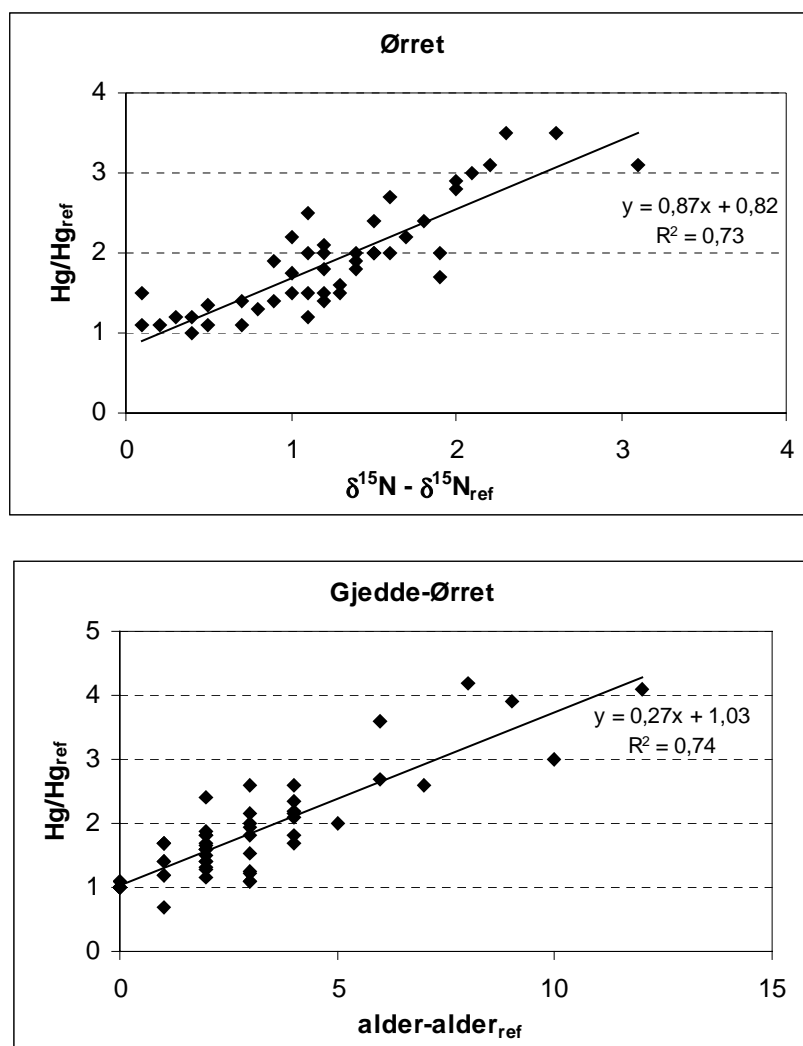 Ørret
4
3
2
1
0
Hg/Hgref
y = 0,87x + 0,82
R² = 0,73
0 1 2 3 4
δ¹⁵N - δ¹⁵Nref
Gjedde-Ørret
5
4
3
2
1
0
Hg/Hgref
y = 0,27x + 1,03
R² = 0,74
0 5 10 15
alder-alderref